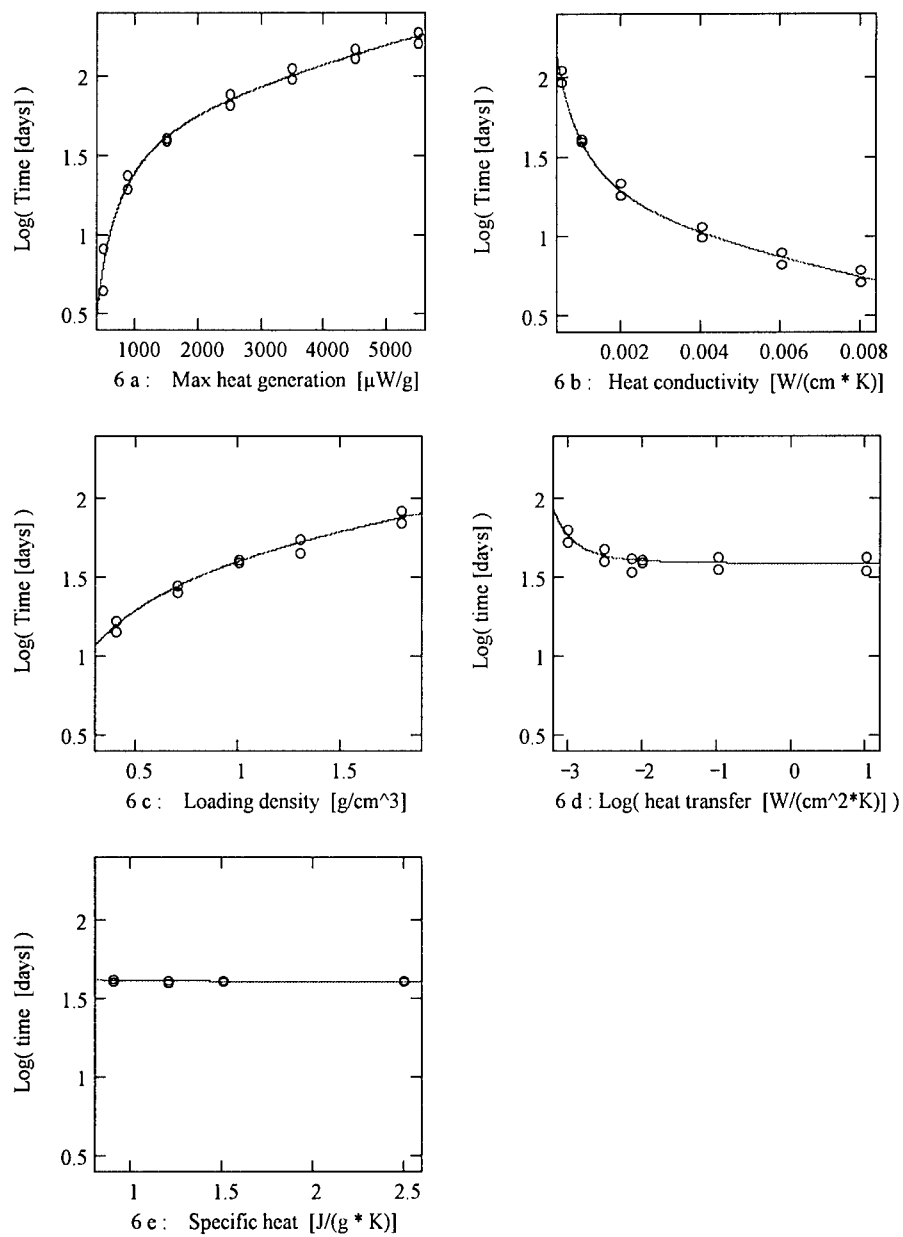 Log( Time [days] )
2
1.5
1
0.5
1000 2000 3000 4000 5000
6 a : Max heat generation [μW/g]
Log( Time [days] )
2
1.5
1
0.5
0.002 0.004 0.006 0.008
6 b : Heat conductivity [W/(cm * K)]
Log( Time [days] )
2
1.5
1
0.5
0.5 1 1.5
6 c : Loading density [g/cm^3]
Log( time [days] )
2
1.5
1
0.5
−3 −2 −1 0 1
6 d : Log( heat transfer [W/(cm^2*K)] )
Log( time [days] )
2
1.5
1
0.5
1 1.5 2 2.5
6 e : Specific heat [J/(g * K)]